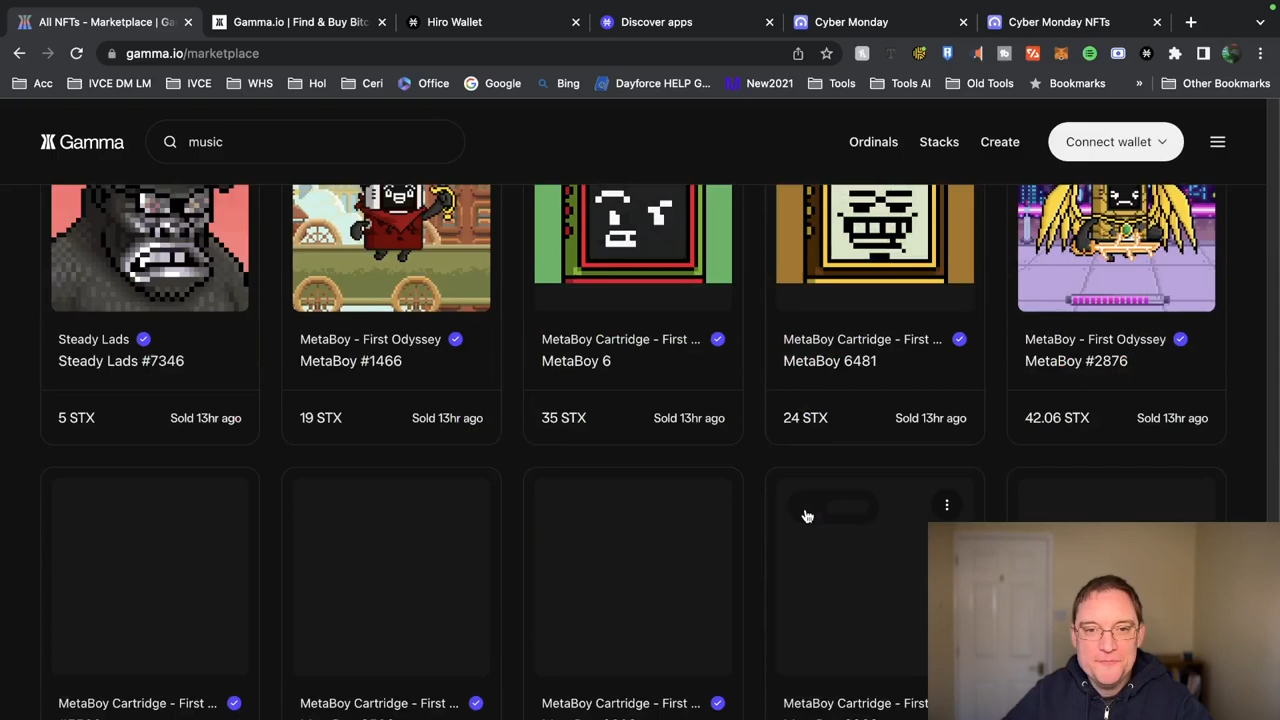 All NFTs - Marketplace | Ga
Gamma.io | Find & Buy Bitc
Hiro Wallet
Discover apps
Cyber Monday
Cyber Monday NFTs
gamma.io/marketplace
Acc
IVCE DM LM
IVCE
WHS
Hol
Ceri
Office
Google
Bing
Dayforce HELP G...
New2021
Tools
Tools AI
Old Tools
Bookmarks
»
Other Bookmarks
Gamma
music
Ordinals
Stacks
Create
Connect wallet
Steady Lads
MetaBoy - First Odyssey
MetaBoy Cartridge - First ...
MetaBoy Cartridge - First ...
MetaBoy - First Odyssey
Steady Lads #7346
MetaBoy #1466
MetaBoy 6
MetaBoy 6481
MetaBoy #2876
5 STX
Sold 13hr ago
19 STX
Sold 13hr ago
35 STX
Sold 13hr ago
24 STX
Sold 13hr ago
42.06 STX
Sold 13hr ago
MetaBoy Cartridge - First ...
MetaBoy Cartridge - First ...
MetaBoy Cartridge - First ...
MetaBoy Cartridge - First